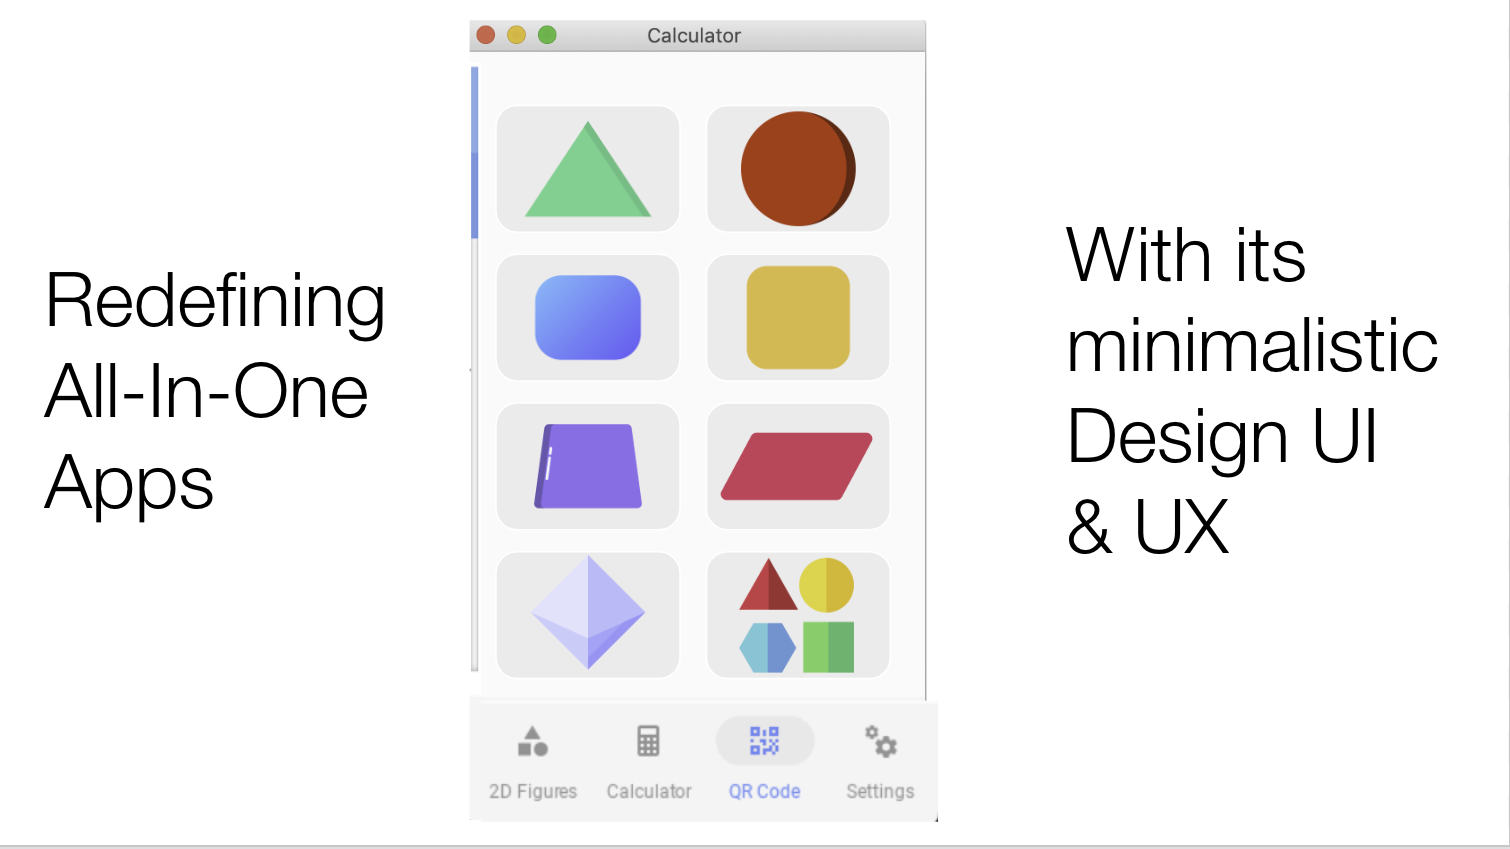 Redefining
All-In-One
Apps
Calculator
2D Figures
Calculator
QR Code
Settings
With its
minimalistic
Design UI
& UX